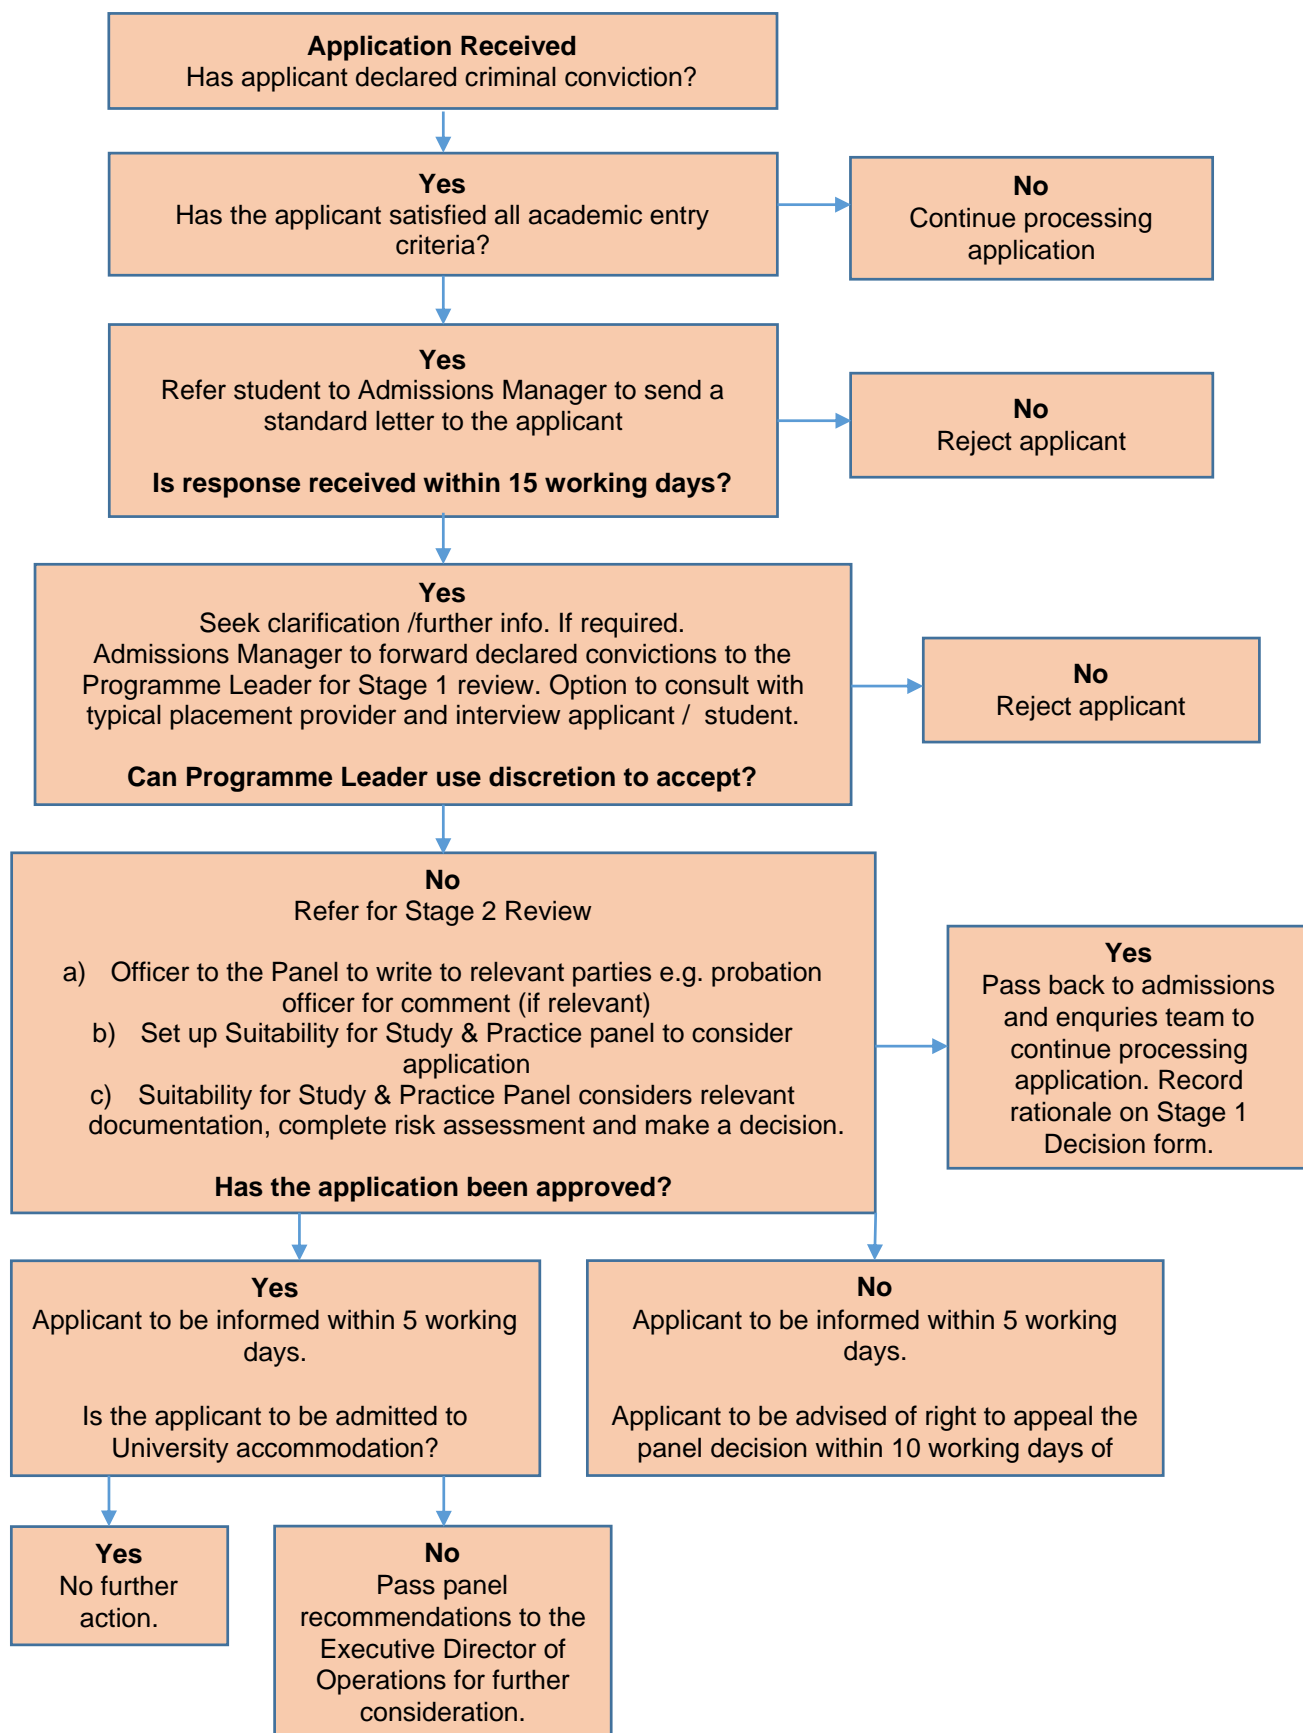 Application Received
Has applicant declared criminal conviction?
Yes
Has the applicant satisfied all academic entry
criteria?
No
Continue processing
application
Yes
Refer student to Admissions Manager to send a
standard letter to the applicant
Is response received within 15 working days?
No
Reject applicant
Yes
Seek clarification /further info. If required.
Admissions Manager to forward declared convictions to the
Programme Leader for Stage 1 review. Option to consult with
typical placement provider and interview applicant / student.
Can Programme Leader use discretion to accept?
No
Reject applicant
No
Refer for Stage 2 Review
a) Officer to the Panel to write to relevant parties e.g. probation
officer for comment (if relevant)
b) Set up Suitability for Study & Practice panel to consider
application
c) Suitability for Study & Practice Panel considers relevant
documentation, complete risk assessment and make a decision.
Has the application been approved?
Yes
Pass back to admissions
and enquries team to
continue processing
application. Record
rationale on Stage 1
Decision form.
Yes
Applicant to be informed within 5 working
days.
Is the applicant to be admitted to
University accommodation?
No
Applicant to be informed within 5 working
days.
Applicant to be advised of right to appeal the
panel decision within 10 working days of
Yes
No further
action.
No
Pass panel
recommendations to the
Executive Director of
Operations for further
consideration.